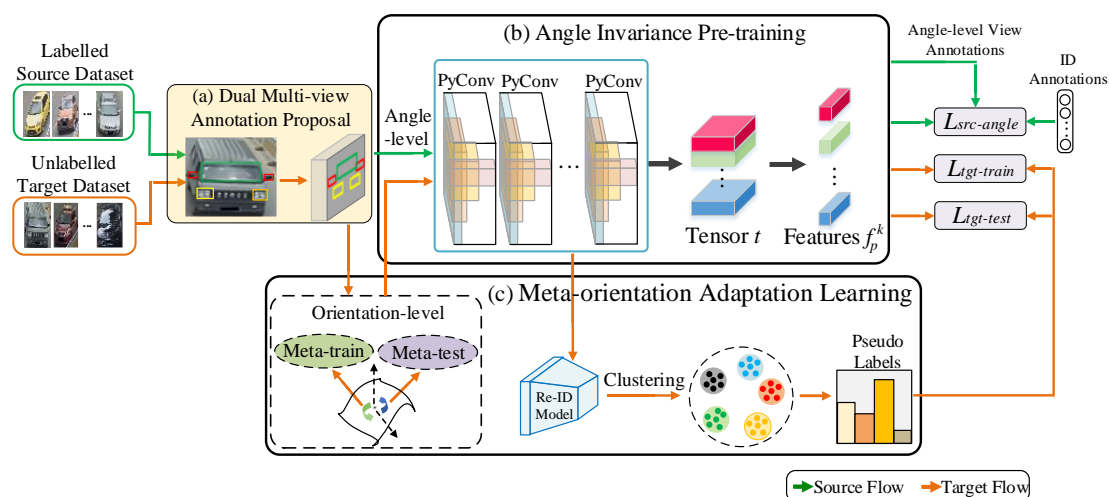 Labelled
Source Dataset
Unlabelled
Target Dataset
(a) Dual Multi-view
Annotation Proposal
Angle
-level
(b) Angle Invariance Pre-training
PyConv PyConv PyConv
...
Tensor t
Features f_p^k
Angle-level View
Annotations
ID
Annotations
L_src-angle
L_tgt-train
L_tgt-test
(c) Meta-orientation Adaptation Learning
Orientation-level
Meta-train
Meta-test
Re-ID
Model
Clustering
Pseudo
Labels
Source Flow
Target Flow